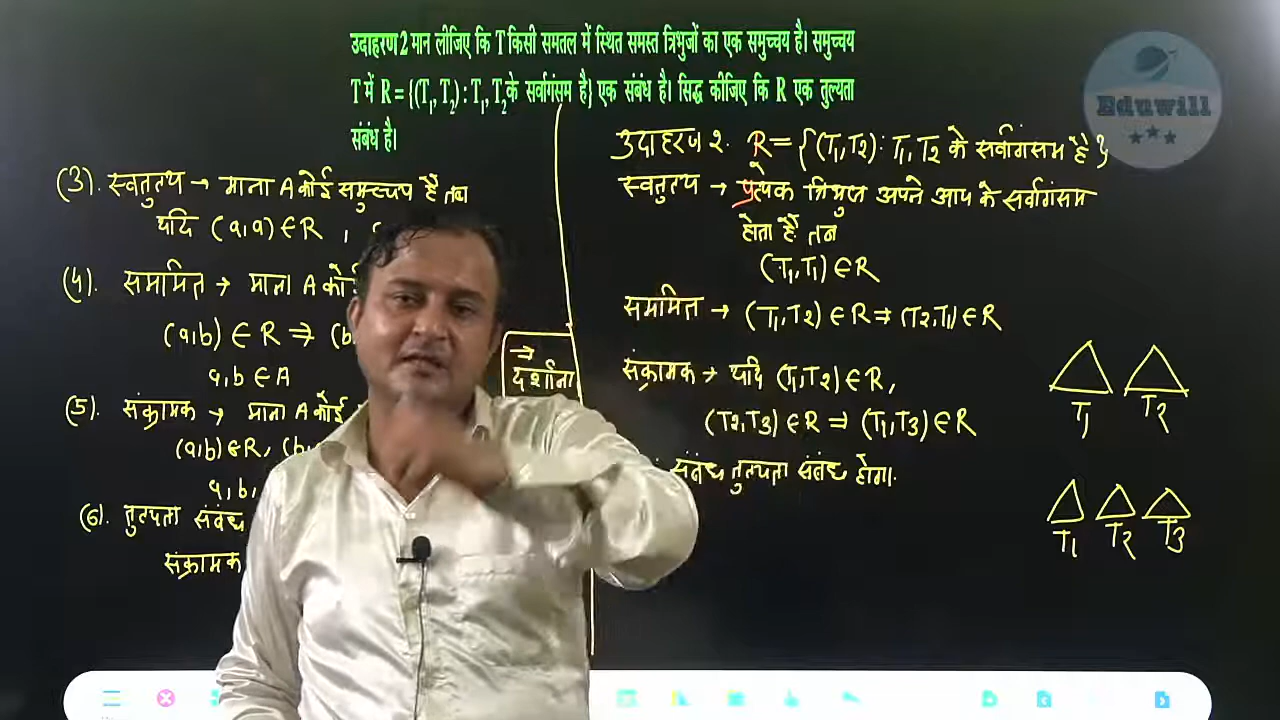 उदाहरण 2 मान लीजिए कि T किसी समतल में स्थित समस्त त्रिभुजों का एक समुच्चय है। समुच्चय
T में R = {(T₁, T₂) : T₁, T₂ के सर्वागंसम है} एक संबंध है। सिद्ध कीजिए कि R एक तुल्यता
संबंध है।
Eduwill
(3). स्वतुल्य → माना A कोई समुच्चय हैं तब
यदि (a,a) ∈ R ,
(4). सममित → माना A कोई
(a,b) ∈ R ⇒ (b
a,b ∈ A
(5). संक्रामक → माना A कोई
(a,b) ∈ R, (b,
a, b,
(6). तुल्यता संबंध
संक्रामक
⇒
दर्शाना
उदाहरण 2. R = {(T1,T2): T1,T2 के सर्वागंसम है}
स्वतुल्य → प्रत्येक त्रिभुज अपने आप के सर्वागंसम
होता हैं तब
(T1,T1) ∈ R
सममित → (T1,T2) ∈ R ⇒ (T2,T1) ∈ R
संक्रामक → यदि (T1,T2) ∈ R,
(T2,T3) ∈ R ⇒ (T1,T3) ∈ R
संबंध तुल्यता संबंध होगा।
T1 T2
T1 T2 T3